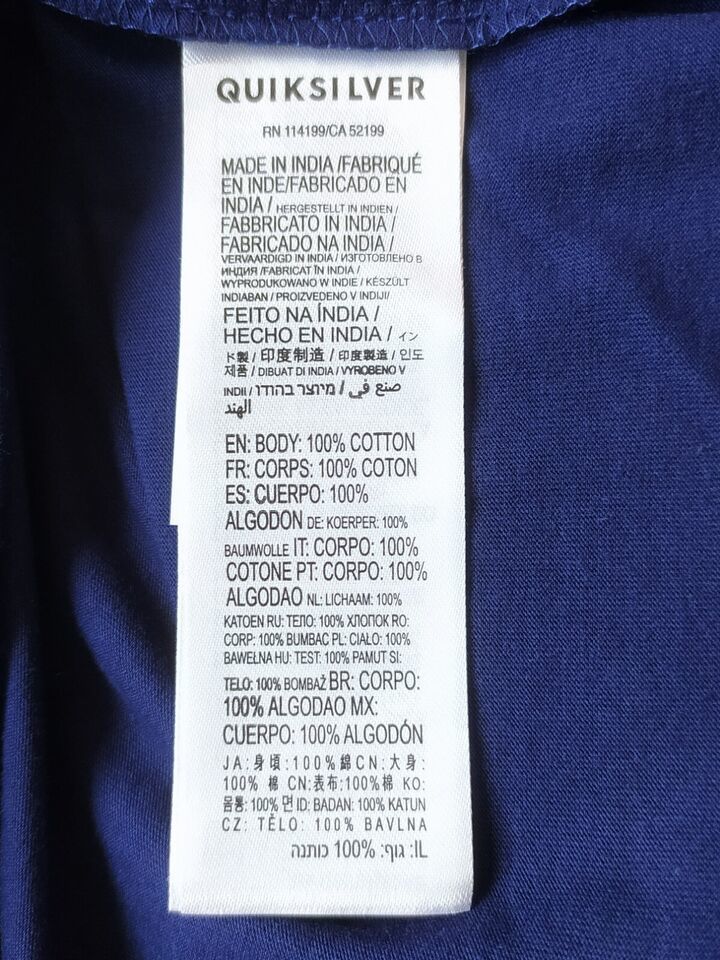 QUIKSILVER
RN 114199/CA 52199
MADE IN INDIA /FABRIQUÉ
EN INDE/FABRICADO EN
INDIA / HERGESTELLT IN INDIEN /
FABBRICATO IN INDIA /
FABRICADO NA INDIA /
VERVAARDIGD IN INDIA / ИЗГОТОВЛЕНО В
ИНДИЯ /FABRICAT ÎN INDIA /
WYPRODUKOWANO W INDIE / KÉSZÜLT
INDIABAN / PROIZVEDENO V INDIJI/
FEITO NA ÍNDIA /
HECHO EN INDIA / イン
ド製 / 印度制造 / 印度製造 / 인도
제품 / DIBUAT DI INDIA / VYROBENO V
INDII / מיוצר בהודו / صنع في
الهند
EN: BODY: 100% COTTON
FR: CORPS: 100% COTON
ES: CUERPO: 100%
ALGODON DE: KOERPER: 100%
BAUMWOLLE IT: CORPO: 100%
COTONE PT: CORPO: 100%
ALGODAO NL: LICHAAM: 100%
KATOEN RU: ТЕЛО: 100% ХЛОПОК RO:
CORP: 100% BUMBAC PL: CIAŁO: 100%
BAWEŁNA HU: TEST: 100% PAMUT SI:
TELO: 100% BOMBAŽ BR: CORPO:
100% ALGODAO MX:
CUERPO: 100% ALGODÓN
JA:身頃:100%綿 CN:大身:
100% 棉 CN:表布:100%棉 KO:
몸통: 100% 면 ID: BADAN: 100% KATUN
CZ: TĚLO: 100% BAVLNA
IL: גוף: 100% כותנה